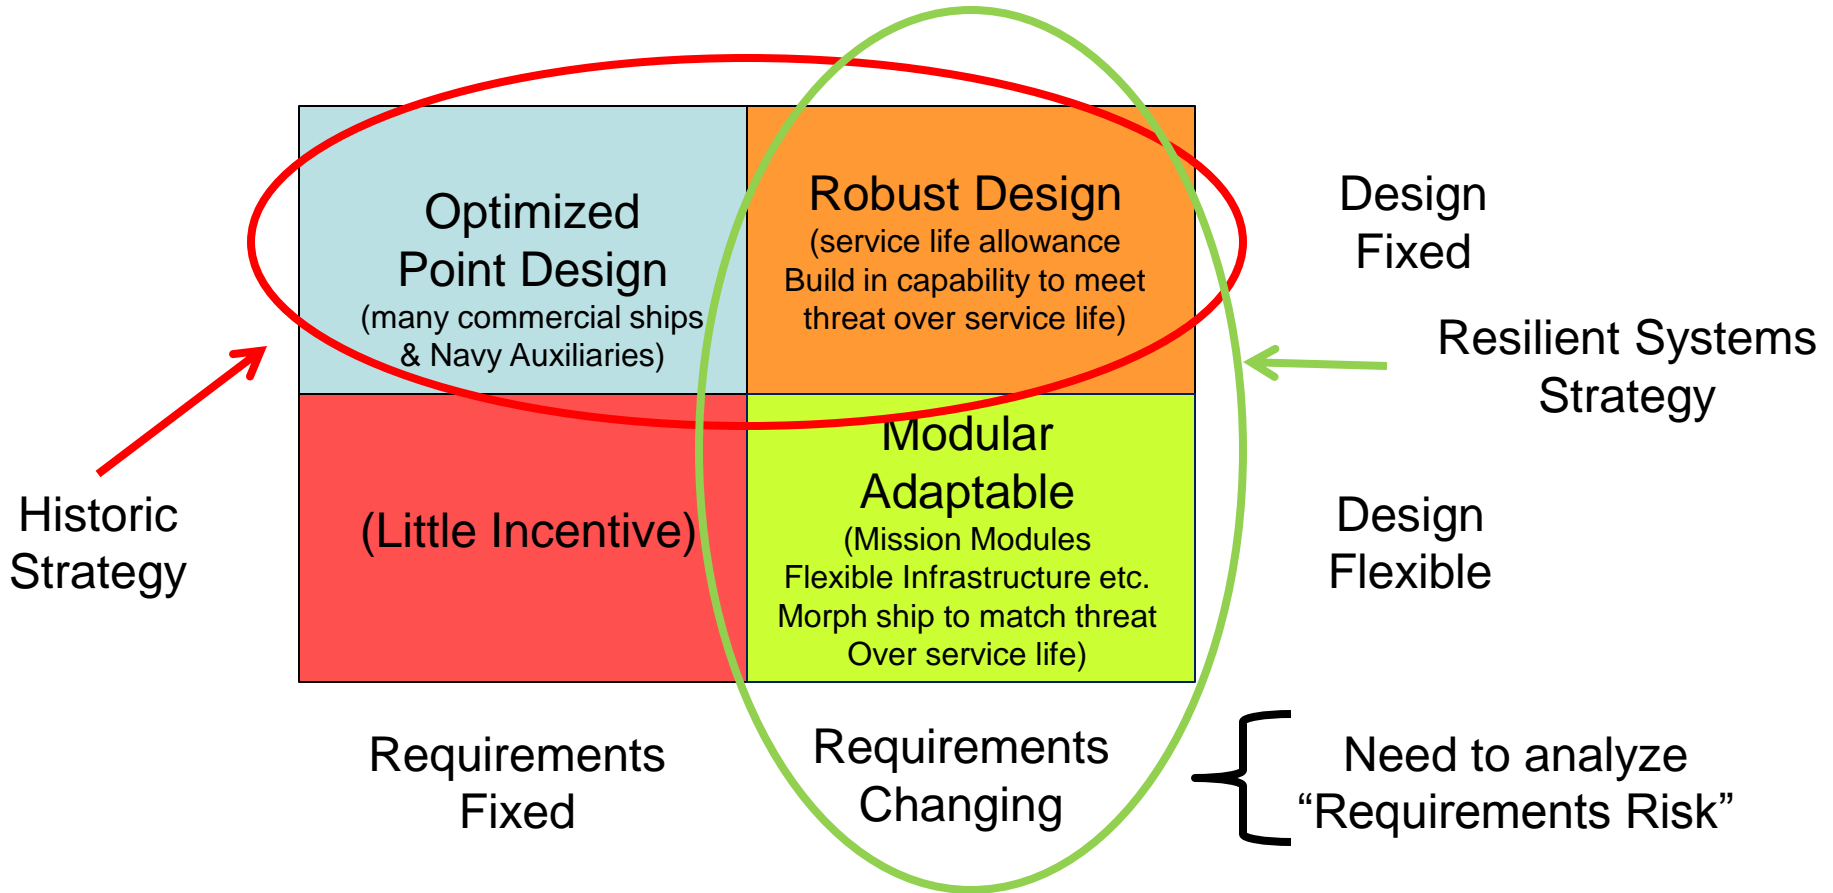 Optimized
Point Design
(many commercial ships
& Navy Auxiliaries)
Robust Design
(service life allowance
Build in capability to meet
threat over service life)
Design
Fixed
Resilient Systems
Strategy
Historic
Strategy
(Little Incentive)
Modular
Adaptable
(Mission Modules
Flexible Infrastructure etc.
Morph ship to match threat
Over service life)
Design
Flexible
Requirements
Fixed
Requirements
Changing
Need to analyze
“Requirements Risk”